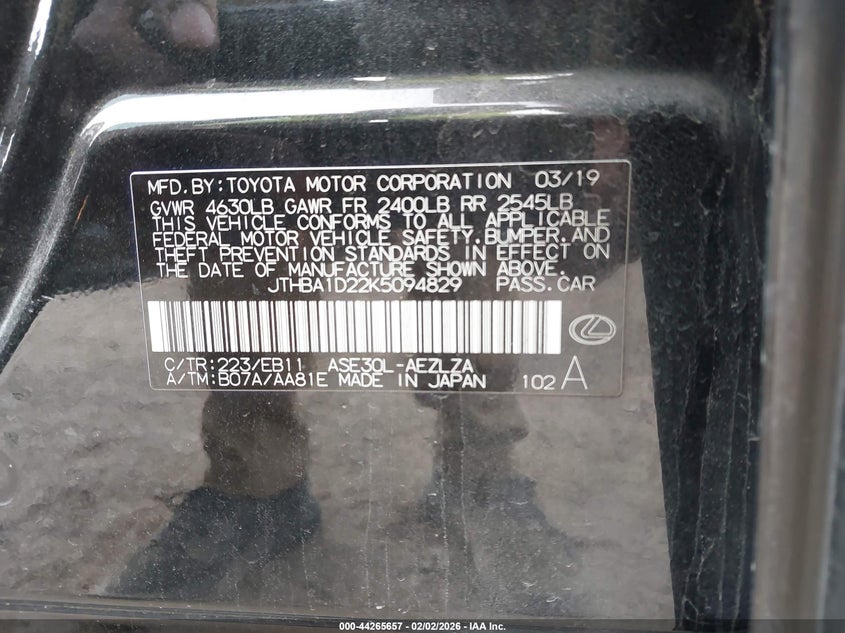 MFD.BY:TOYOTA MOTOR CORPORATION 03/19
GVWR 4630LB GAWR FR 2400LB RR 2545LB
THIS VEHICLE CONFORMS TO ALL APPLICABLE
FEDERAL MOTOR VEHICLE SAFETY,BUMPER,AND
THEFT PREVENTION STANDARDS IN EFFECT ON
THE DATE OF MANUFACTURE SHOWN ABOVE.
JTHBA1D22K5094829 PASS.CAR
C/TR:223/EB11 ASE30L-AEZLZA
A/TM:B07A/AA81E MADE IN JAPAN 102 A
000-44265657 - 02/02/2026 - IAA Inc.